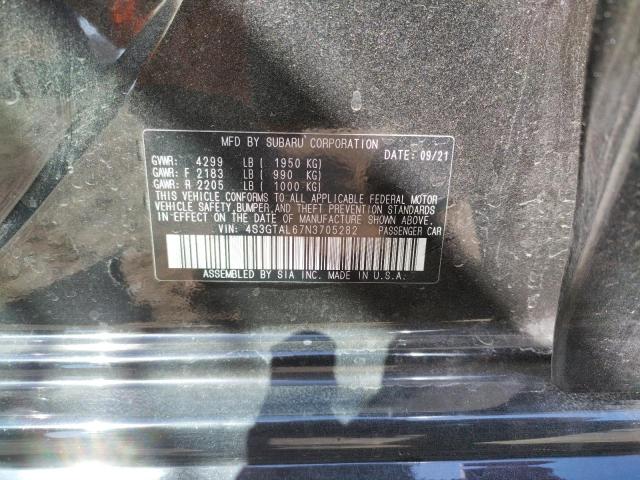 MFD BY SUBARU CORPORATION
DATE: 09/21
GVWR: 4299 LB( 1950 KG)
GAWR: F 2183 LB( 990 KG)
GAWR: R 2205 LB( 1000 KG)
THIS VEHICLE CONFORMS TO ALL APPLICABLE FEDERAL MOTOR
VEHICLE SAFETY, BUMPER, AND THEFT PREVENTION STANDARDS
IN EFFECT ON THE DATE OF MANUFACTURE SHOWN ABOVE.
VIN: 4S3GTAL67N3705282 PASSENGER CAR
ASSEMBLED BY SIA INC. MADE IN U.S.A.